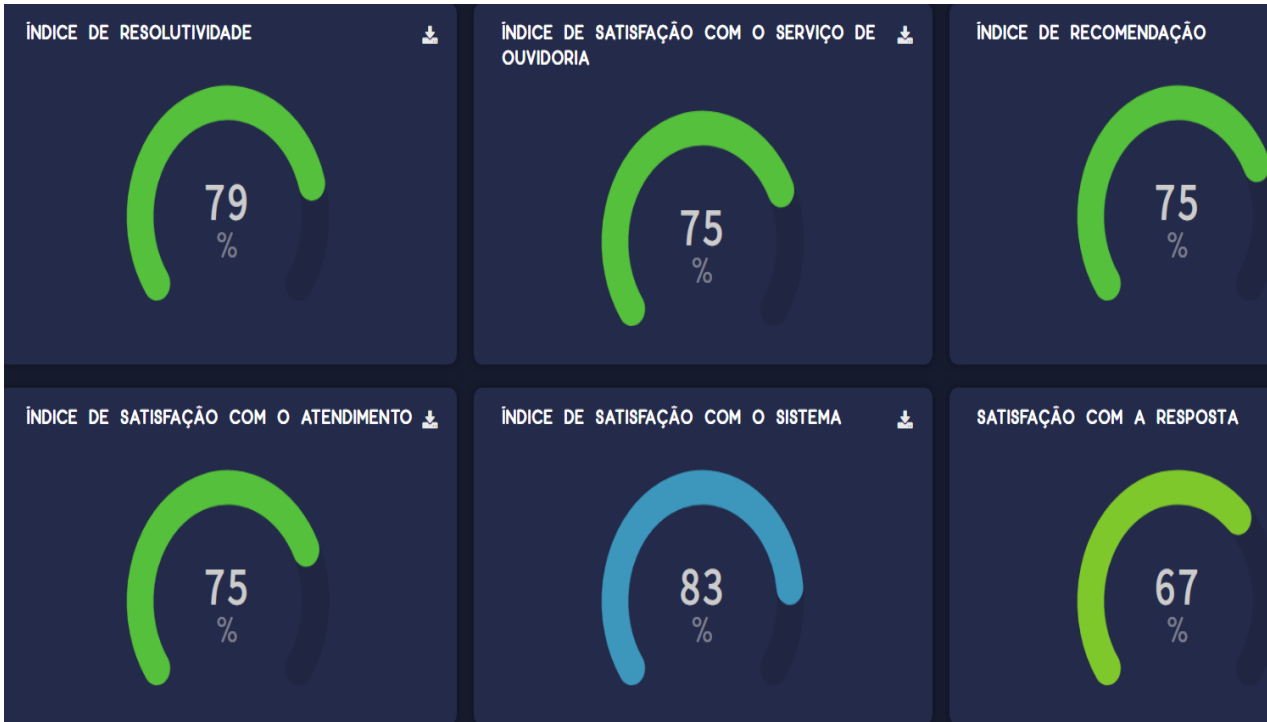 ÍNDICE DE RESOLUTIVIDADE
79
%
ÍNDICE DE SATISFAÇÃO COM O SERVIÇO DE
OUVIDORIA
75
%
ÍNDICE DE RECOMENDAÇÃO
75
%
ÍNDICE DE SATISFAÇÃO COM O ATENDIMENTO
75
%
ÍNDICE DE SATISFAÇÃO COM O SISTEMA
83
%
SATISFAÇÃO COM A RESPOSTA
67
%